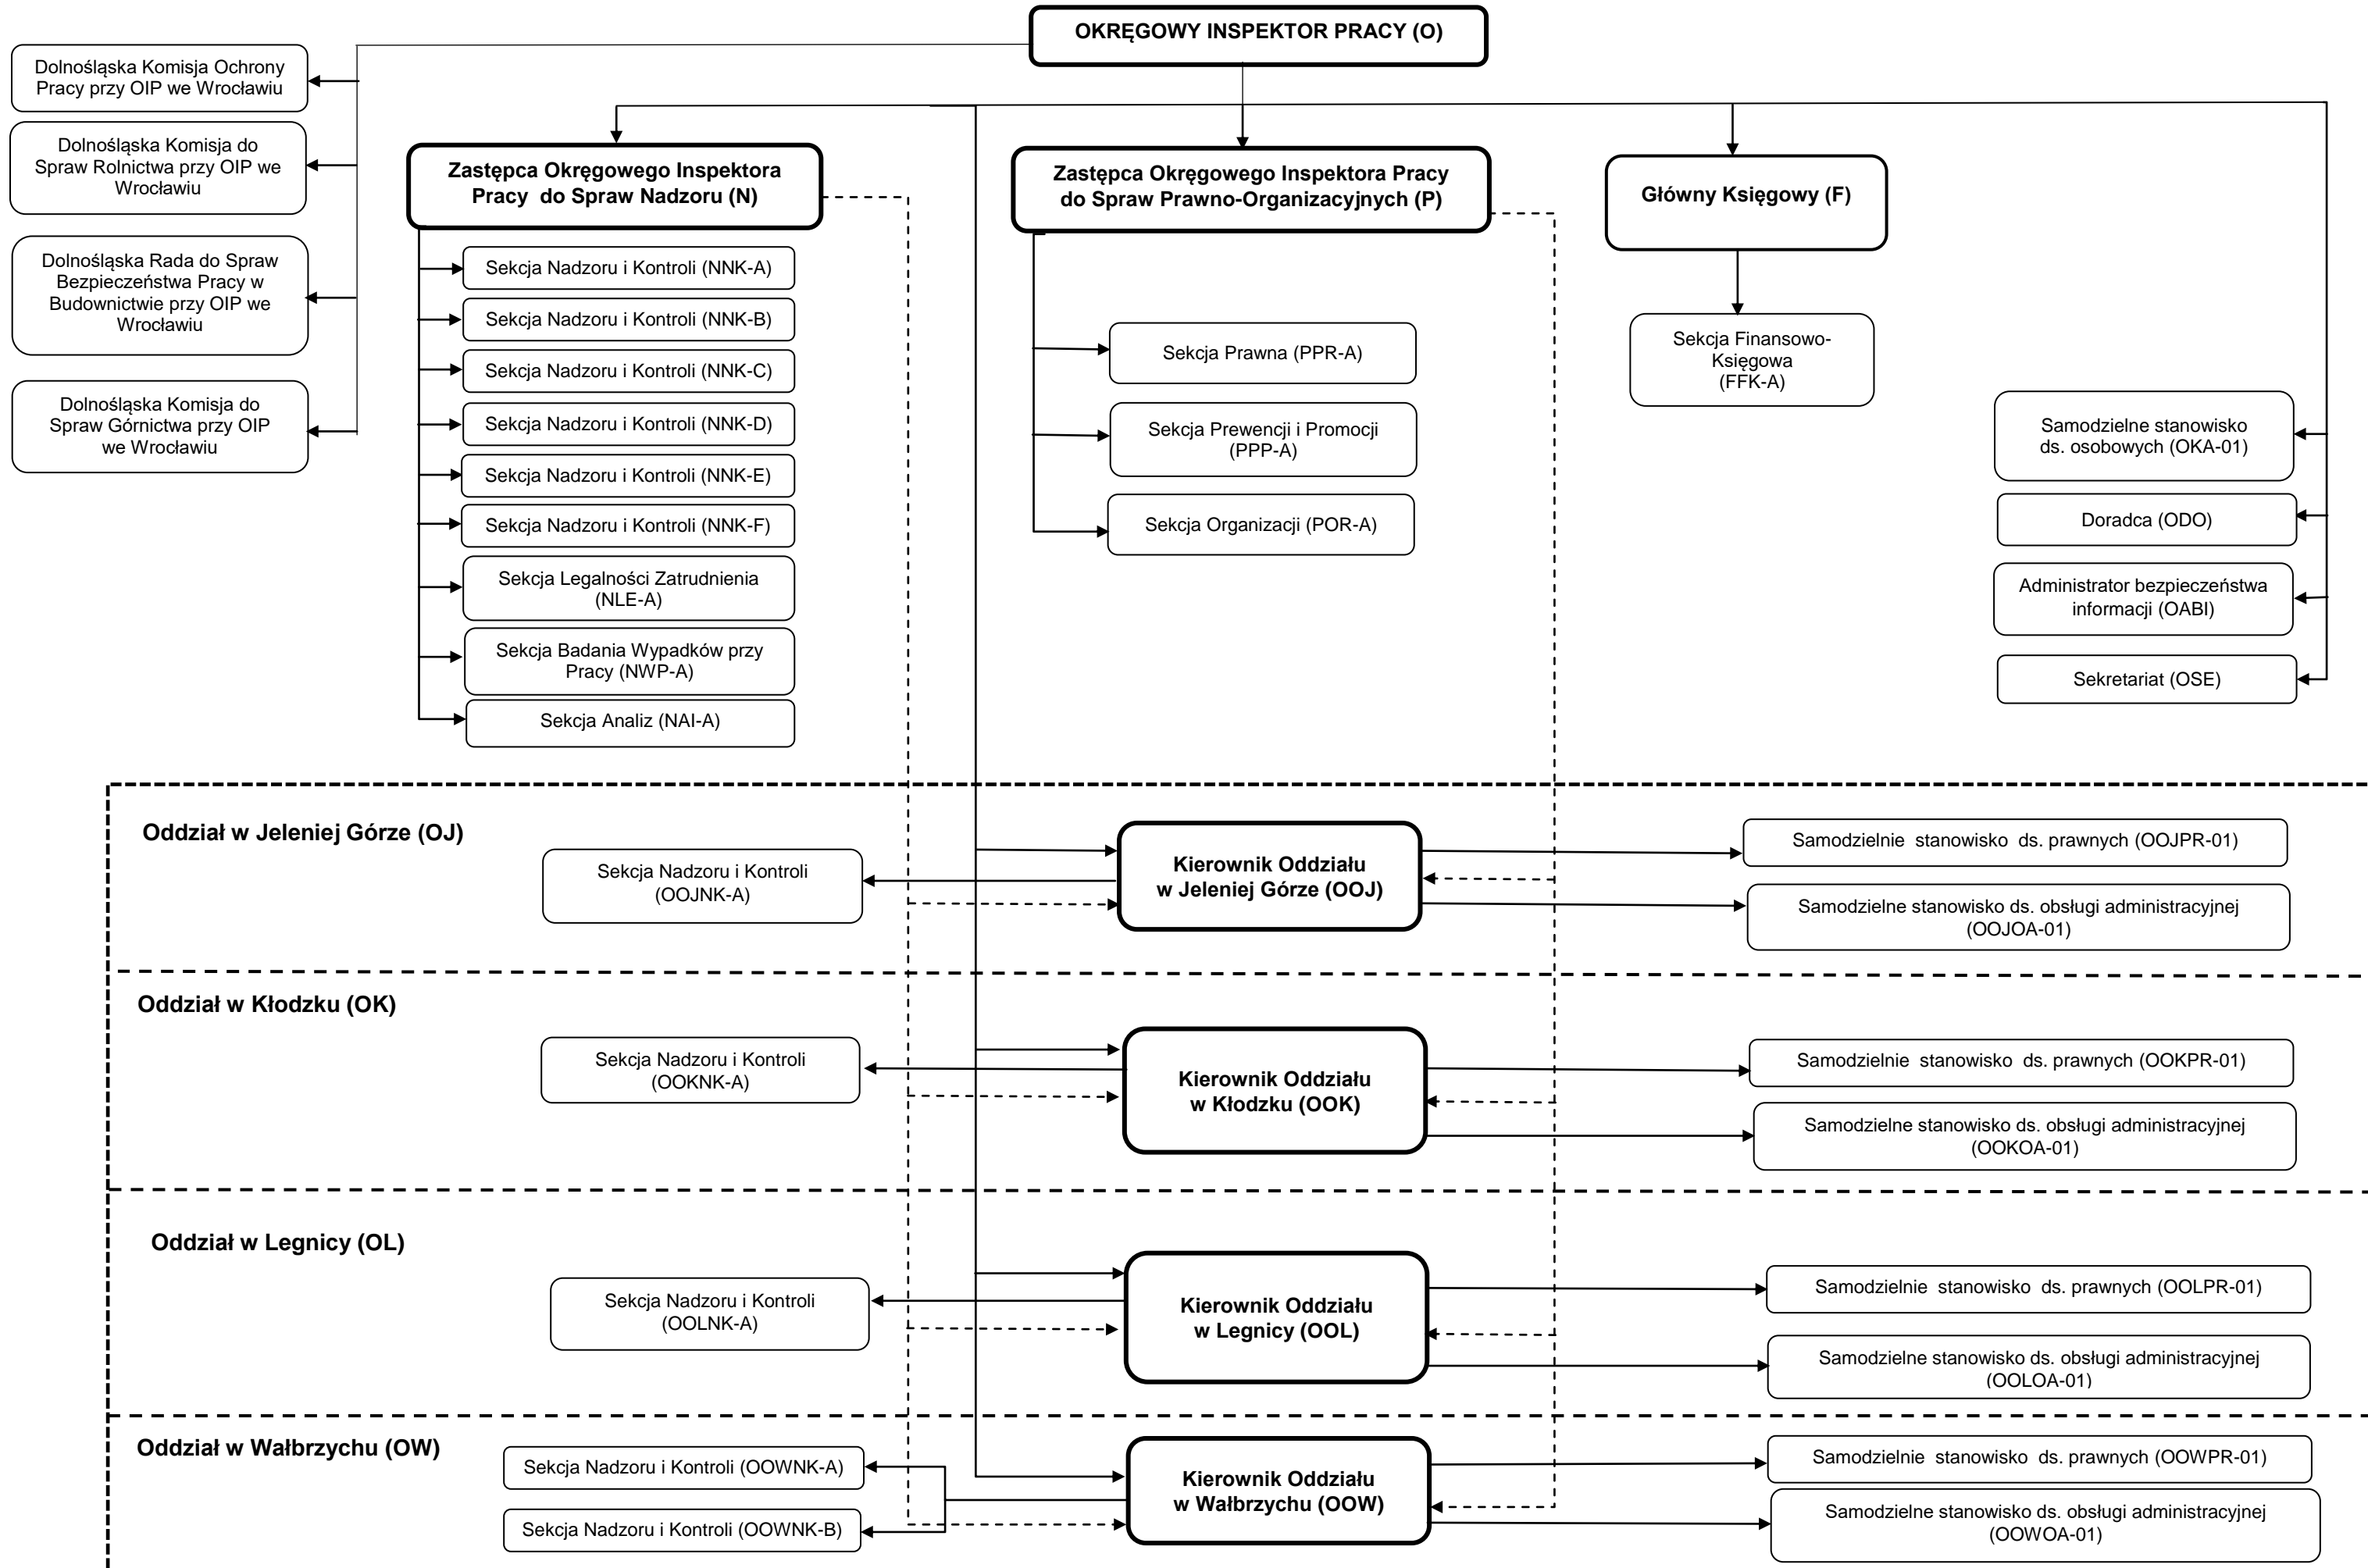 OKRĘGOWY INSPEKTOR PRACY (O)
Dolnośląska Komisja Ochrony
Pracy przy OIP we Wrocławiu
Dolnośląska Komisja do
Spraw Rolnictwa przy OIP we
Wrocławiu
Dolnośląska Rada do Spraw
Bezpieczeństwa Pracy w
Budownictwie przy OIP we
Wrocławiu
Dolnośląska Komisja do
Spraw Górnictwa przy OIP
we Wrocławiu
Zastępca Okręgowego Inspektora
Pracy do Spraw Nadzoru (N)
Sekcja Nadzoru i Kontroli (NNK-A)
Sekcja Nadzoru i Kontroli (NNK-B)
Sekcja Nadzoru i Kontroli (NNK-C)
Sekcja Nadzoru i Kontroli (NNK-D)
Sekcja Nadzoru i Kontroli (NNK-E)
Sekcja Nadzoru i Kontroli (NNK-F)
Sekcja Legalności Zatrudnienia
(NLE-A)
Sekcja Badania Wypadków przy
Pracy (NWP-A)
Sekcja Analiz (NAI-A)
Zastępca Okręgowego Inspektora Pracy
do Spraw Prawno-Organizacyjnych (P)
Sekcja Prawna (PPR-A)
Sekcja Prewencji i Promocji
(PPP-A)
Sekcja Organizacji (POR-A)
Główny Księgowy (F)
Sekcja Finansowo-
Księgowa
(FFK-A)
Samodzielne stanowisko
ds. osobowych (OKA-01)
Doradca (ODO)
Administrator bezpieczeństwa
informacji (OABI)
Sekretariat (OSE)
Oddział w Jeleniej Górze (OJ)
Sekcja Nadzoru i Kontroli
(OOJNK-A)
Kierownik Oddziału
w Jeleniej Górze (OOJ)
Samodzielnie stanowisko ds. prawnych (OOJPR-01)
Samodzielne stanowisko ds. obsługi administracyjnej
(OOJOA-01)
Oddział w Kłodzku (OK)
Sekcja Nadzoru i Kontroli
(OOKNK-A)
Kierownik Oddziału
w Kłodzku (OOK)
Samodzielnie stanowisko ds. prawnych (OOKPR-01)
Samodzielne stanowisko ds. obsługi administracyjnej
(OOKOA-01)
Oddział w Legnicy (OL)
Sekcja Nadzoru i Kontroli
(OOLNK-A)
Kierownik Oddziału
w Legnicy (OOL)
Samodzielnie stanowisko ds. prawnych (OOLPR-01)
Samodzielne stanowisko ds. obsługi administracyjnej
(OOLOA-01)
Oddział w Wałbrzychu (OW)
Sekcja Nadzoru i Kontroli (OOWNK-A)
Sekcja Nadzoru i Kontroli (OOWNK-B)
Kierownik Oddziału
w Wałbrzychu (OOW)
Samodzielnie stanowisko ds. prawnych (OOWPR-01)
Samodzielne stanowisko ds. obsługi administracyjnej
(OOWOA-01)